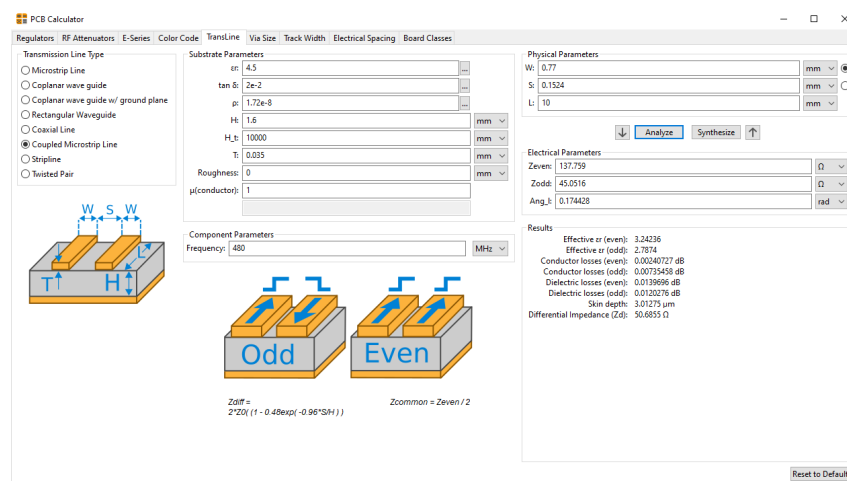 PCB Calculator
Regulators RF Attenuators E-Series Color Code TransLine Via Size Track Width Electrical Spacing Board Classes
Transmission Line Type
Microstrip Line
Coplanar wave guide
Coplanar wave guide w/ ground plane
Rectangular Waveguide
Coaxial Line
Coupled Microstrip Line
Stripline
Twisted Pair
W S W
L
T H
Substrate Parameters
εr: 4.5 ...
tan δ: 2e-2 ...
ρ: 1.72e-8 ...
H: 1.6 mm
H_t: 10000 mm
T: 0.035 mm
Roughness: 0 mm
μ(conductor): 1
Component Parameters
Frequency: 480 MHz
Odd Even
Zdiff =
2*Z0( (1 - 0.48exp( -0.96*S/H ) )
Zcommon = Zeven / 2
Physical Parameters
W: 0.77 mm
S: 0.1524 mm
L: 10 mm
Analyze Synthesize
Electrical Parameters
Zeven: 137.759 Ω
Zodd: 45.0516 Ω
Ang_l: 0.174428 rad
Results
Effective εr (even): 3.24236
Effective εr (odd): 2.7874
Conductor losses (even): 0.00240727 dB
Conductor losses (odd): 0.00735458 dB
Dielectric losses (even): 0.0139696 dB
Dielectric losses (odd): 0.0120276 dB
Skin depth: 3.01275 μm
Differential Impedance (Zd): 50.6855 Ω
Reset to Default